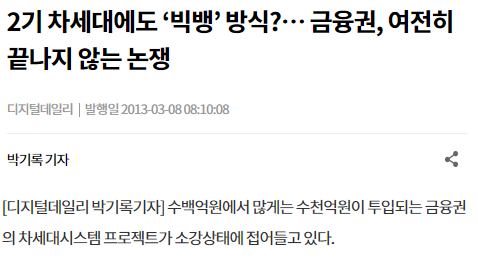 2기 차세대에도 ‘빅뱅’ 방식?… 금융권, 여전히
끝나지 않는 논쟁
디지털데일리 | 발행일 2013-03-08 08:10:08
박기록 기자
[디지털데일리 박기록기자] 수백억원에서 많게는 수천억원이 투입되는 금융권
의 차세대시스템 프로젝트가 소강상태에 접어들고 있다.